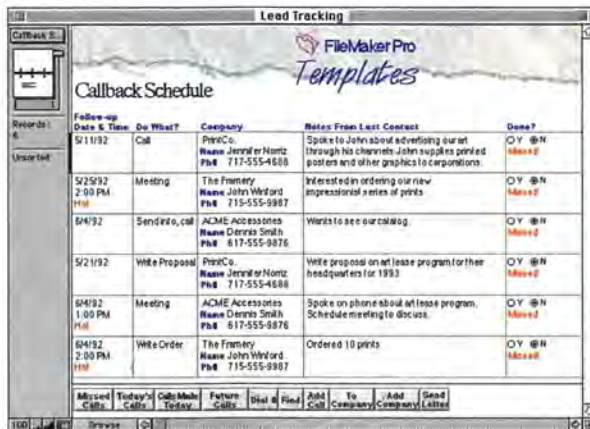 Lead Tracking
Callback S...
FileMaker Pro
Templates
Callback Schedule
Records:
6
Unsorted
Follow-up
Date & Time Do What? Company Notes From Last Contact Done?
5/11/92 Call PrintCo. Spoke to John about advertising our art OY ◉N
Name Jennifer Norriz through his channels. John supplies printed Missed
Ph# 717-555-4688 posters and other graphics to corporations.
5/25/92 Meeting The Framery Interested in ordering our new OY ◉N
2:00 PM Name John Winford impressionist series of prints Missed
Ph# 715-555-9987
6/4/92 Send info, call ACME Accessories Wants to see our catalog. OY ◉N
Name Dennis Smith Missed
Ph# 617-555-9876
5/21/92 Write Proposal PrintCo. Write proposal on art lease program for their OY ◉N
Name Jennifer Norriz headquarters for 1993 Missed
Ph# 717-555-4688
6/4/92 Meeting ACME Accessories Spoke on phone about art lease program. OY ◉N
1:00 PM Name Dennis Smith Schedule meeting to discuss. Missed
Ph# 617-555-9876
6/4/92 Write Order The Framery Ordered 10 prints OY ◉N
2:00 PM Name John Winford Missed
Ph# 715-555-9987
Missed Calls Today's Calls Calls Made Today Future Calls Dial # Find Add Call To Company Add Company Send Letter
100 Browse